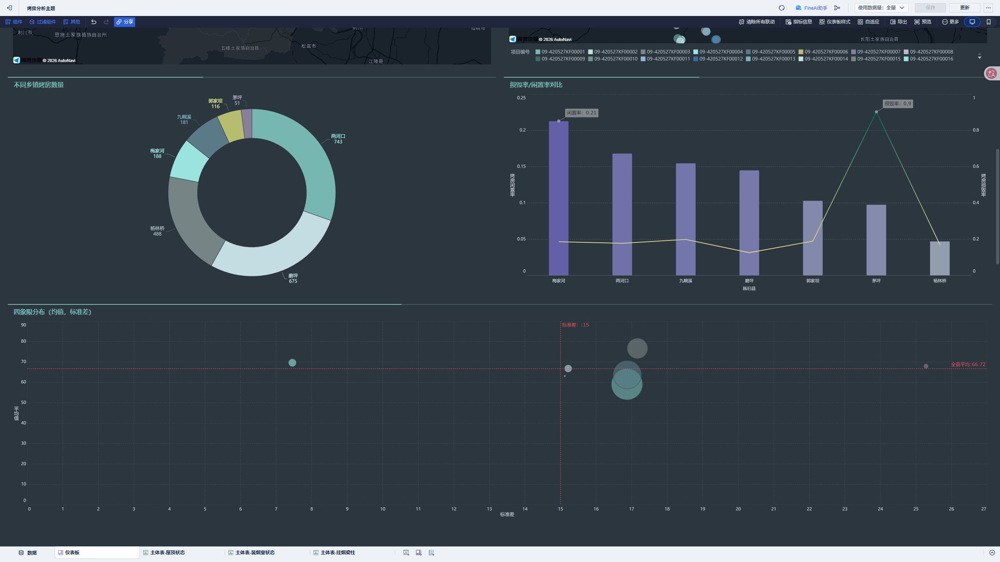 烤房分析主题
FineAI助手
使用数据量：全量
保存
更新
组件 过滤组件 其他 分享
清除所有联动 指标信息 仪表板样式 自适应 导出 预览 更多
利川市
恩施土家族苗族自治州
荆州
仙桃市
五峰土家族自治县
松滋市
江陵县
高德地图 © 2026 AutoNavi
高德地图 © 2026 AutoNavi
长阳土家族自治县
项目编号 09-420527KF00001 09-420527KF00002 09-420527KF00003 09-420527KF00004 09-420527KF00005 09-420527KF00006 09-420527KF00007 09-420527KF00008
09-420527KF00009 09-420527KF00010 09-420527KF00011 09-420527KF00012 09-420527KF00013 09-420527KF00014 09-420527KF00015 09-420527KF00016
不同乡镇烤房数量
茅坪
51
郭家坝
116
九畹溪
181
两河口
743
梅家河
188
杨林桥
488
磨坪
675
损毁率/闲置率对比
0.25
0.2
0.15
0.1
0.05
0
烤房闲置率
闲置率：0.21
损毁率：0.9
1
0.8
0.6
0.4
0.2
0
烤房损毁率
梅家河 两河口 九畹溪 磨坪 郭家坝 茅坪 杨林桥
秭归县
四象限分布（均值，标准差）
标准差：:15
全县平均:66.72
90
80
70
60
50
40
30
20
10
0
平均值
0 1 2 3 4 5 6 7 8 9 10 11 12 13 14 15 16 17 18 19 20 21 22 23 24 25 26 27
标准差
数据 仪表板 主体表-屋顶状态 主体表-装烟室状态 主体表-挂烟梁柱